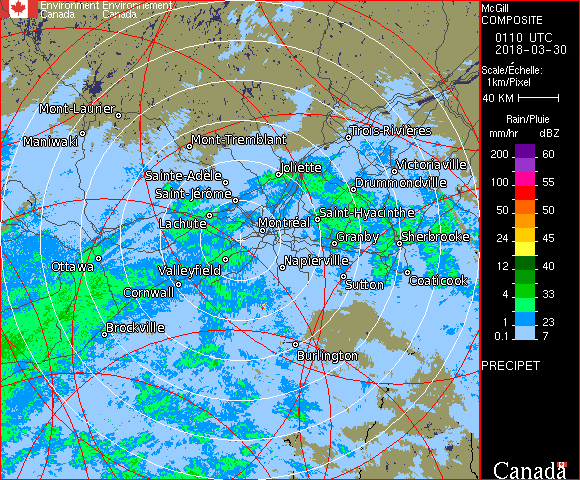 Environment Environnement
Canada Canada
McGill
COMPOSITE
0110 UTC
2018-03-30
Scale/Échelle:
1km/Pixel
40 KM
Rain/Pluie
mm/hr dBZ
200 60
100 55
50 50
24 45
12 40
4 33
2 30
1 23
0.1 7
PRECIPET
Canada
Mont-Laurier
Maniwaki
Mont-Tremblant
Trois-Rivières
Joliette
Victoriaville
Sainte-Adèle
Drummondville
Saint-Jérôme
Saint-Hyacinthe
Lachute
Montréal
Granby
Sherbrooke
Ottawa
Valleyfield
Napierville
Coaticook
Cornwall
Sutton
Brockville
Burlington